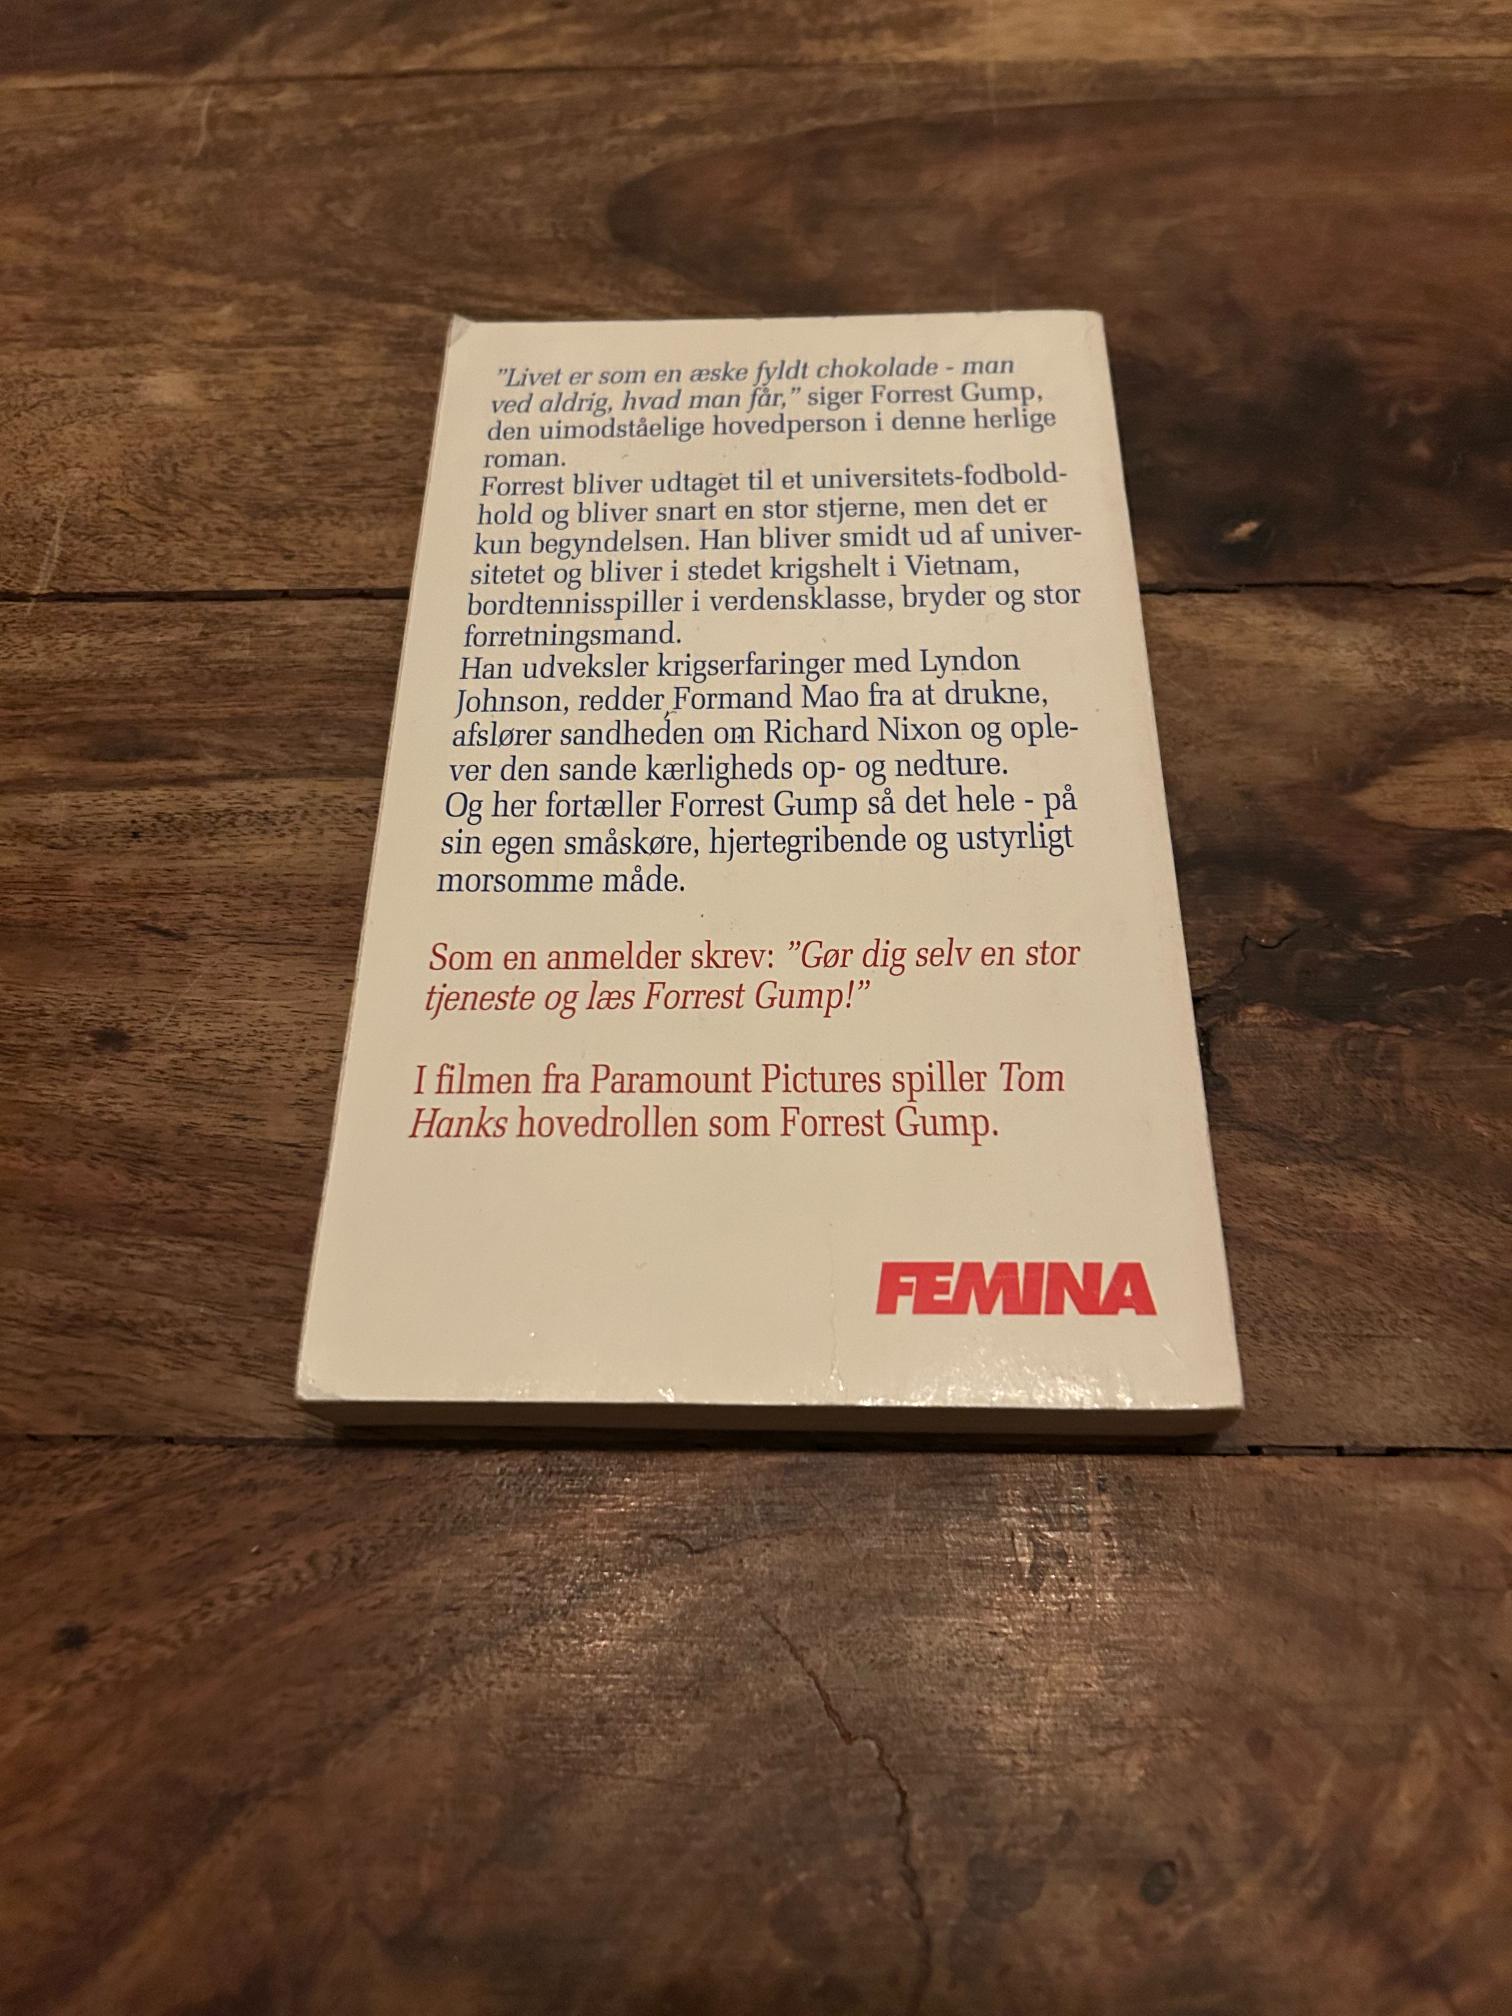 "Livet er som en æske fyldt chokolade - man
ved aldrig, hvad man får," siger Forrest Gump,
den uimodståelige hovedperson i denne herlige
roman.
Forrest bliver udtaget til et universitets-fodbold-
hold og bliver snart en stor stjerne, men det er
kun begyndelsen. Han bliver smidt ud af univer-
sitetet og bliver i stedet krigshelt i Vietnam,
bordtennisspiller i verdensklasse, bryder og stor
forretningsmand.
Han udveksler krigserfaringer med Lyndon
Johnson, redder Formand Mao fra at drukne,
afslører sandheden om Richard Nixon og ople-
ver den sande kærligheds op- og nedture.
Og her fortæller Forrest Gump så det hele - på
sin egen småskøre, hjertegribende og ustyrligt
morsomme måde.
Som en anmelder skrev: "Gør dig selv en stor
tjeneste og læs Forrest Gump!"
I filmen fra Paramount Pictures spiller Tom
Hanks hovedrollen som Forrest Gump.
FEMINA